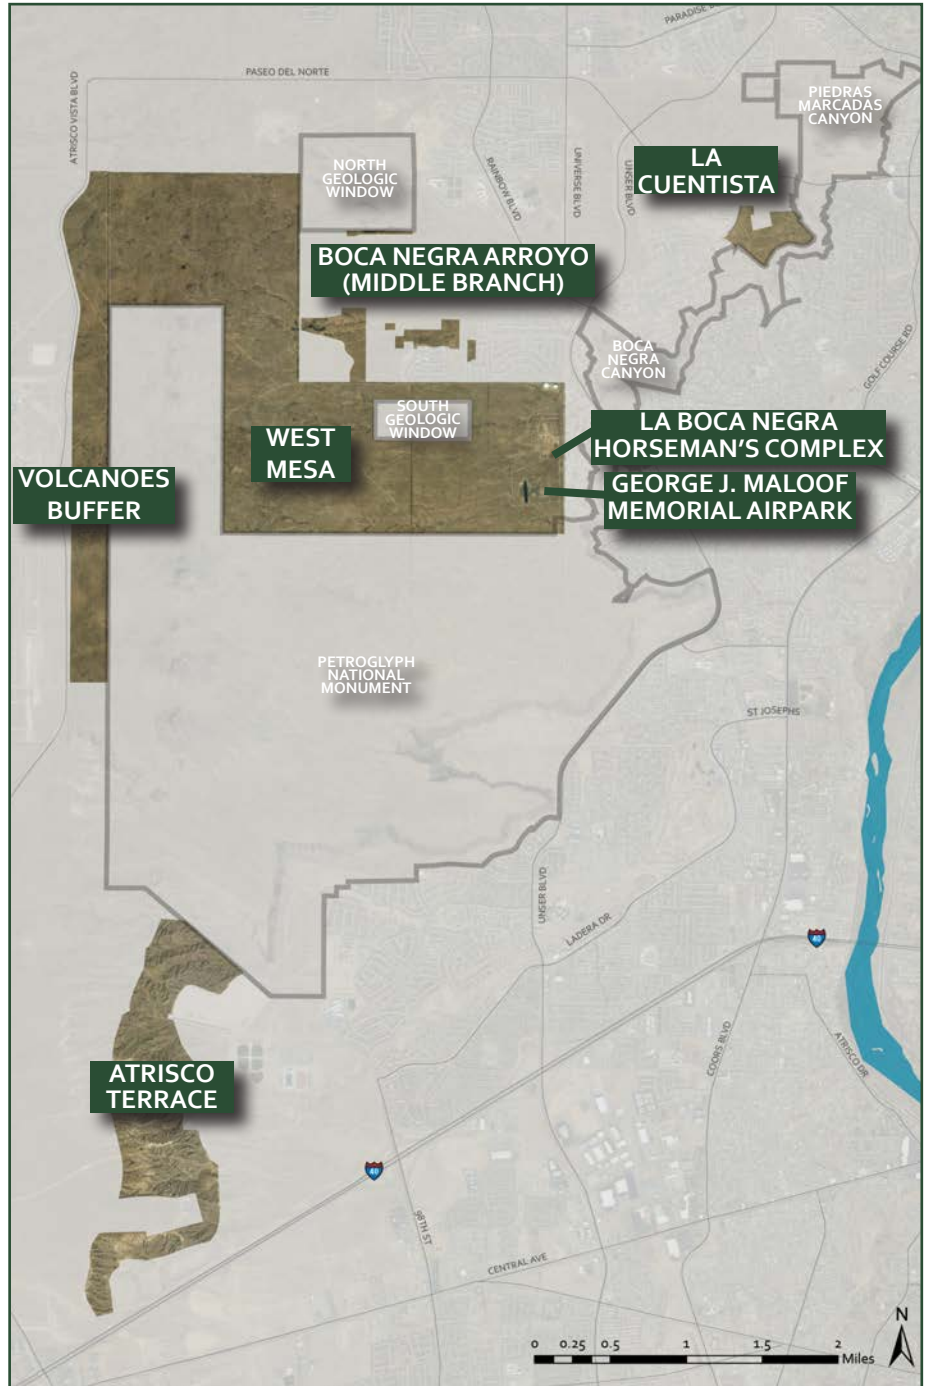 PARADISE
PASEO DEL NORTE
ATRISCO VISTA BLVD
PIEDRAS
MARCADAS
CANYON
NORTH
GEOLOGIC
WINDOW
RAINBOW BLVD
UNIVERSE BLVD
UNSER BLVD
LA
CUENTISTA
BOCA NEGRA ARROYO
(MIDDLE BRANCH)
BOCA
NEGRA
CANYON
GOLF COURSE RD
SOUTH
GEOLOGIC
WINDOW
WEST
MESA
LA BOCA NEGRA
HORSEMAN'S COMPLEX
VOLCANOES
BUFFER
GEORGE J. MALOOF
MEMORIAL AIRPARK
PETROGLYPH
NATIONAL
MONUMENT
ST JOSEPHS
UNSER BLVD
LADERA DR
40
COORS BLVD
ATRISCO DR
ATRISCO
TERRACE
40
98TH ST
CENTRAL AVE
N
0 0.25 0.5 1 1.5 2
Miles